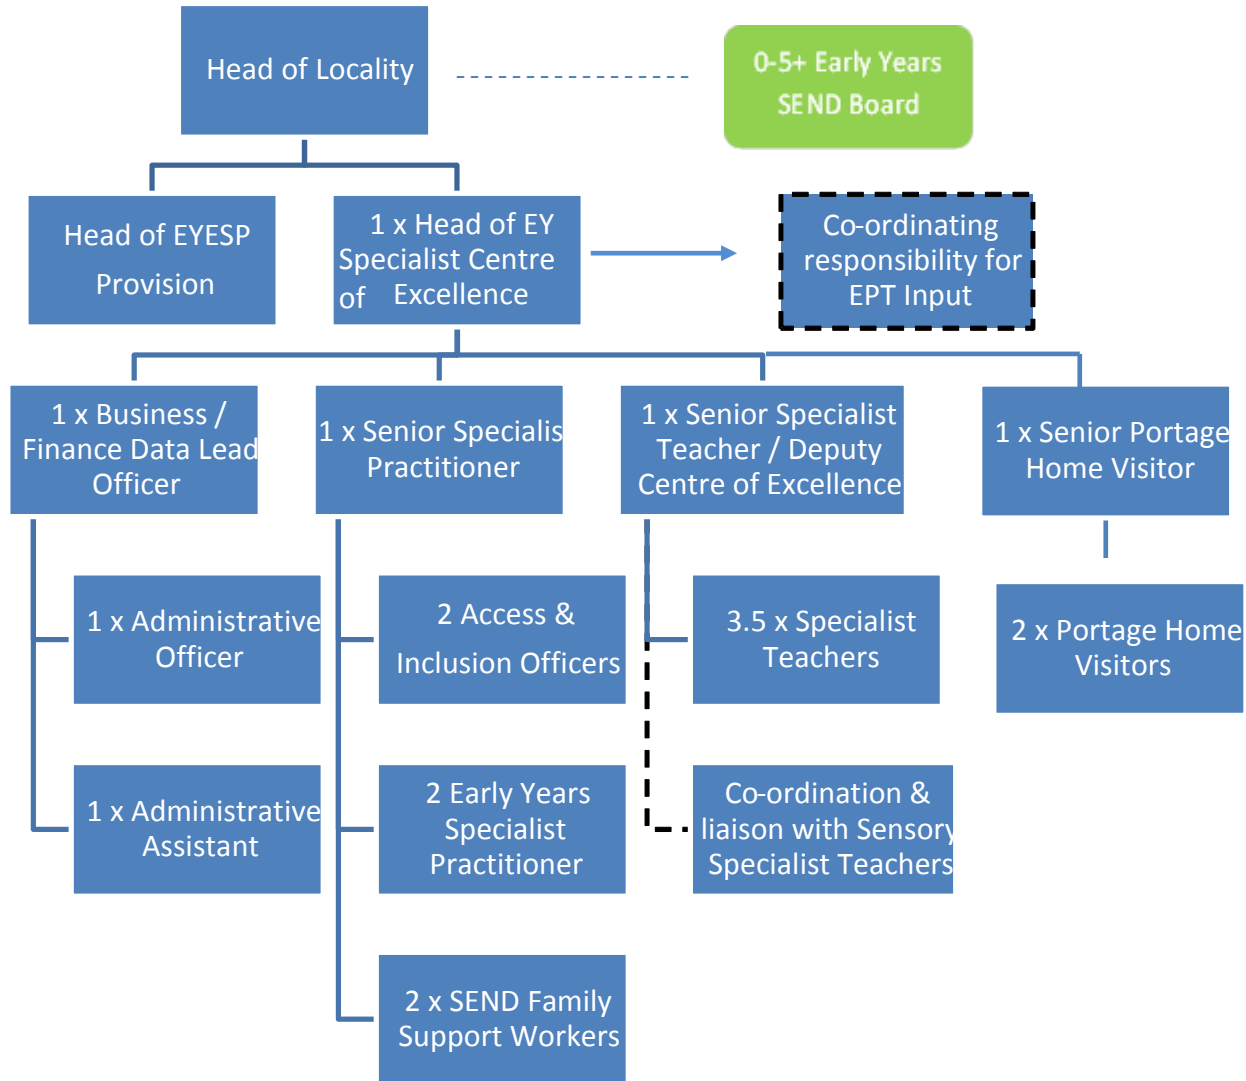 Head of Locality
0-5+ Early Years
SEND Board
Head of EYESP
Provision
1 x Head of EY
Specialist Centre
of Excellence
Co-ordinating
responsibility for
EPT Input
1 x Business /
Finance Data Lead
Officer
1 x Senior Specialis
Practitioner
1 x Senior Specialist
Teacher / Deputy
Centre of Excellence
1 x Senior Portage
Home Visitor
1 x Administrative
Officer
2 Access &
Inclusion Officers
3.5 x Specialist
Teachers
2 x Portage Home
Visitors
1 x Administrative
Assistant
2 Early Years
Specialist
Practitioner
Co-ordination &
liaison with Sensory
Specialist Teachers
2 x SEND Family
Support Workers